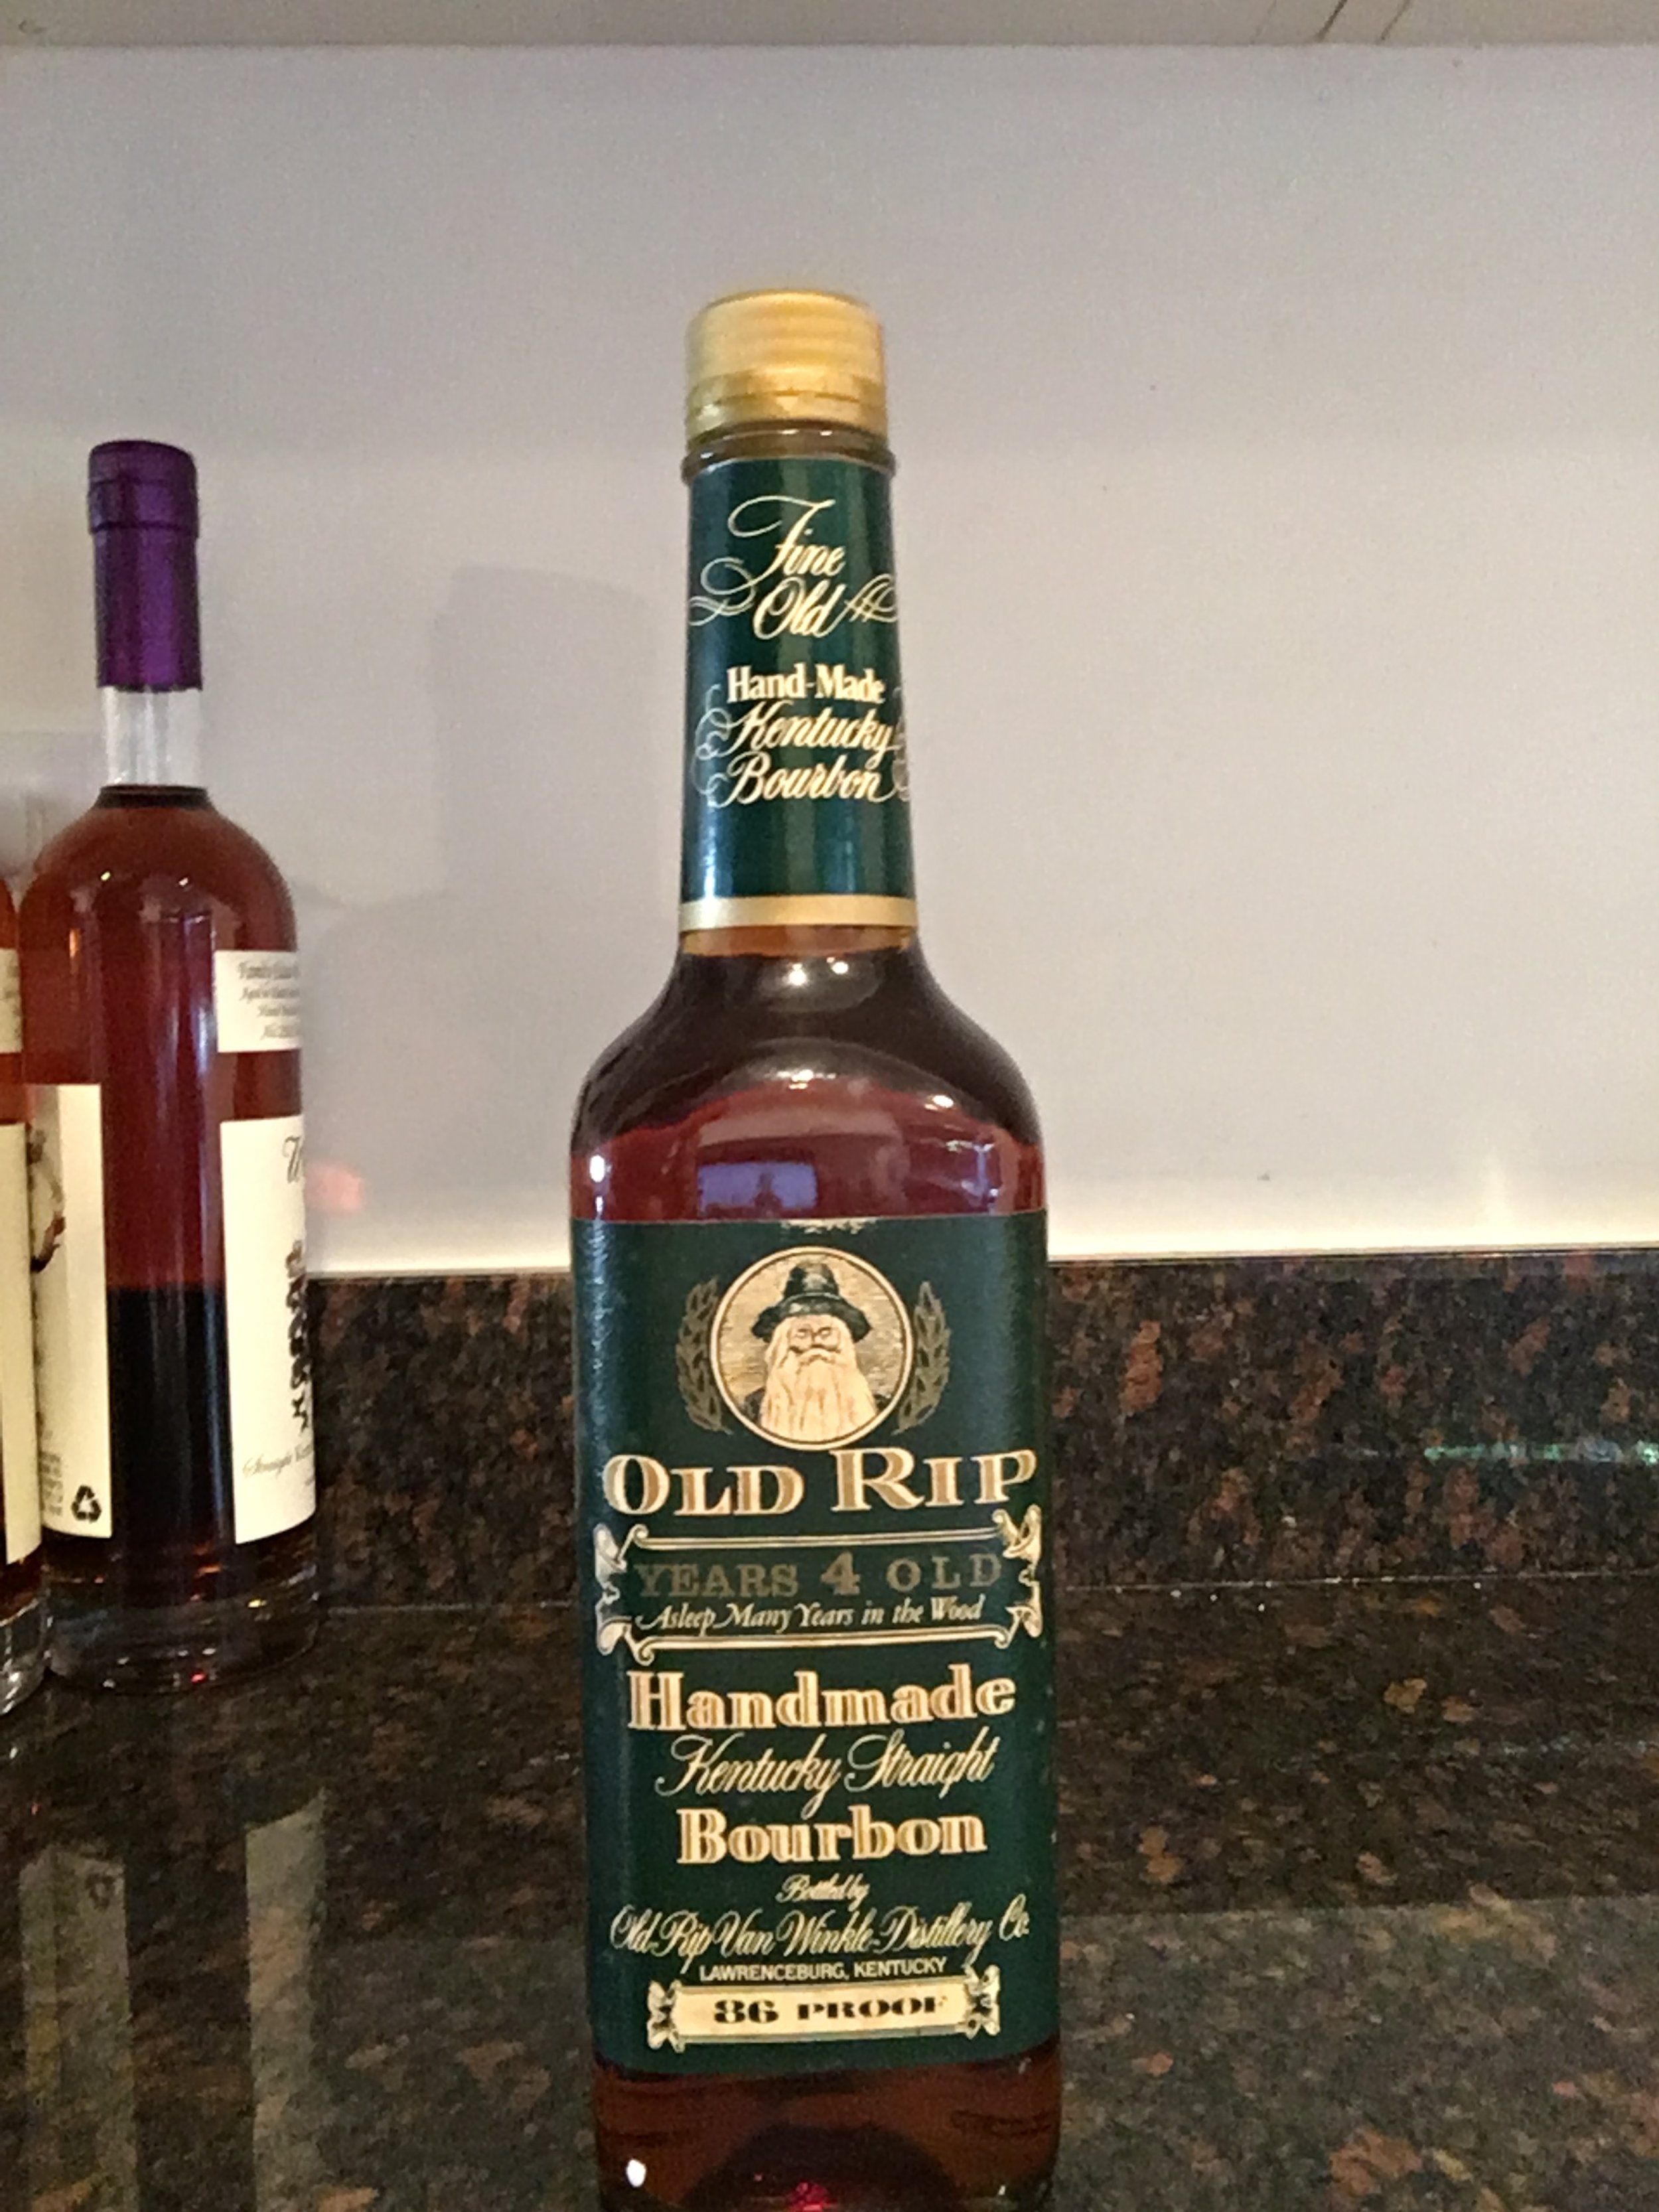 Fine
Old
Hand-Made
Kentucky
Bourbon
OLD RIP
YEARS 4 OLD
Asleep Many Years in the Wood
Handmade
Kentucky Straight
Bourbon
Bottled by
Old Rip Van Winkle Distillery Co.
LAWRENCEBURG, KENTUCKY
86 PROOF